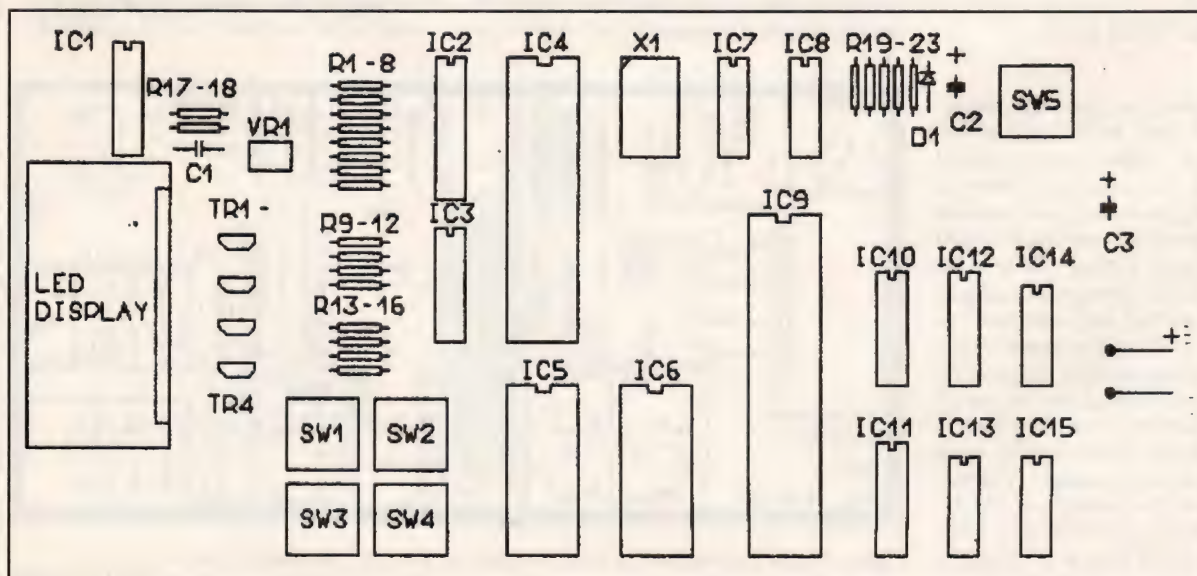 IC1
R17-18
C1
VR1
R1-8
IC2
IC4
X1
IC7
IC8
R19-23
+
D1
C2
SW5
+
C3
LED
DISPLAY
TR1-
TR4
R9-12
R13-16
IC3
IC9
IC10
IC12
IC14
+
IC5
IC6
SW1
SW2
SW3
SW4
IC11
IC13
IC15